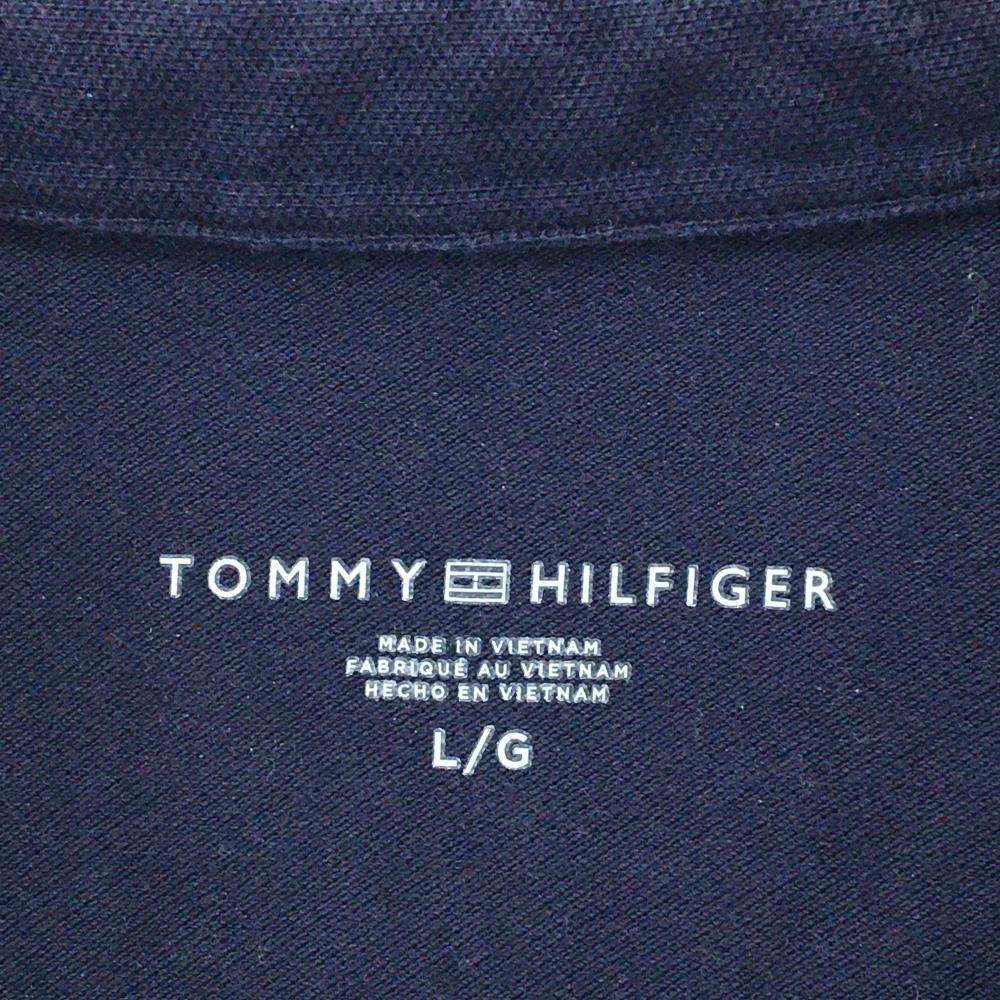 TOMMY HILFIGER
MADE IN VIETNAM
FABRIQUÉ AU VIETNAM
HECHO EN VIETNAM
L/G